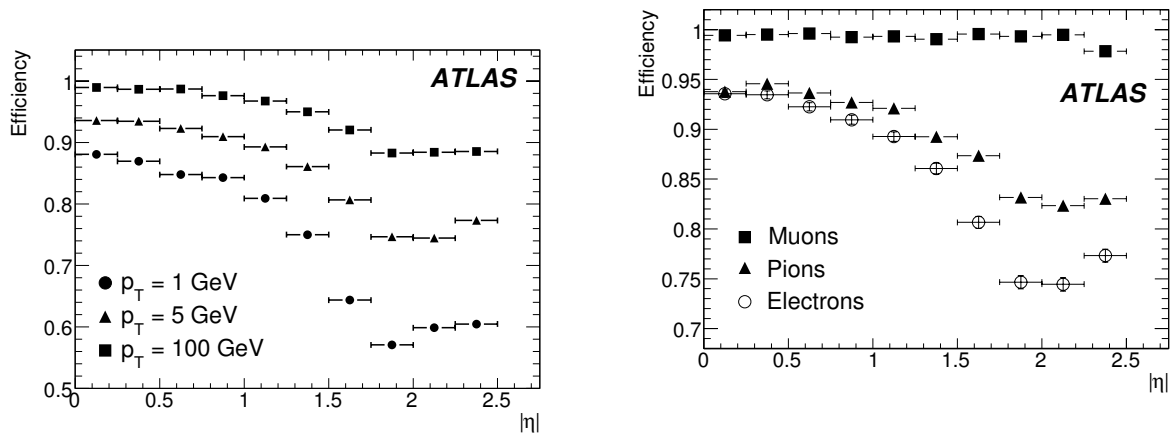 Efficiency
1
0.9
0.8
0.7
0.6
0.5
ATLAS
p_T = 1 GeV
p_T = 5 GeV
p_T = 100 GeV
0 0.5 1 1.5 2 2.5
|η|
Efficiency
1
0.95
0.9
0.85
0.8
0.75
0.7
ATLAS
Muons
Pions
Electrons
0 0.5 1 1.5 2 2.5
|η|